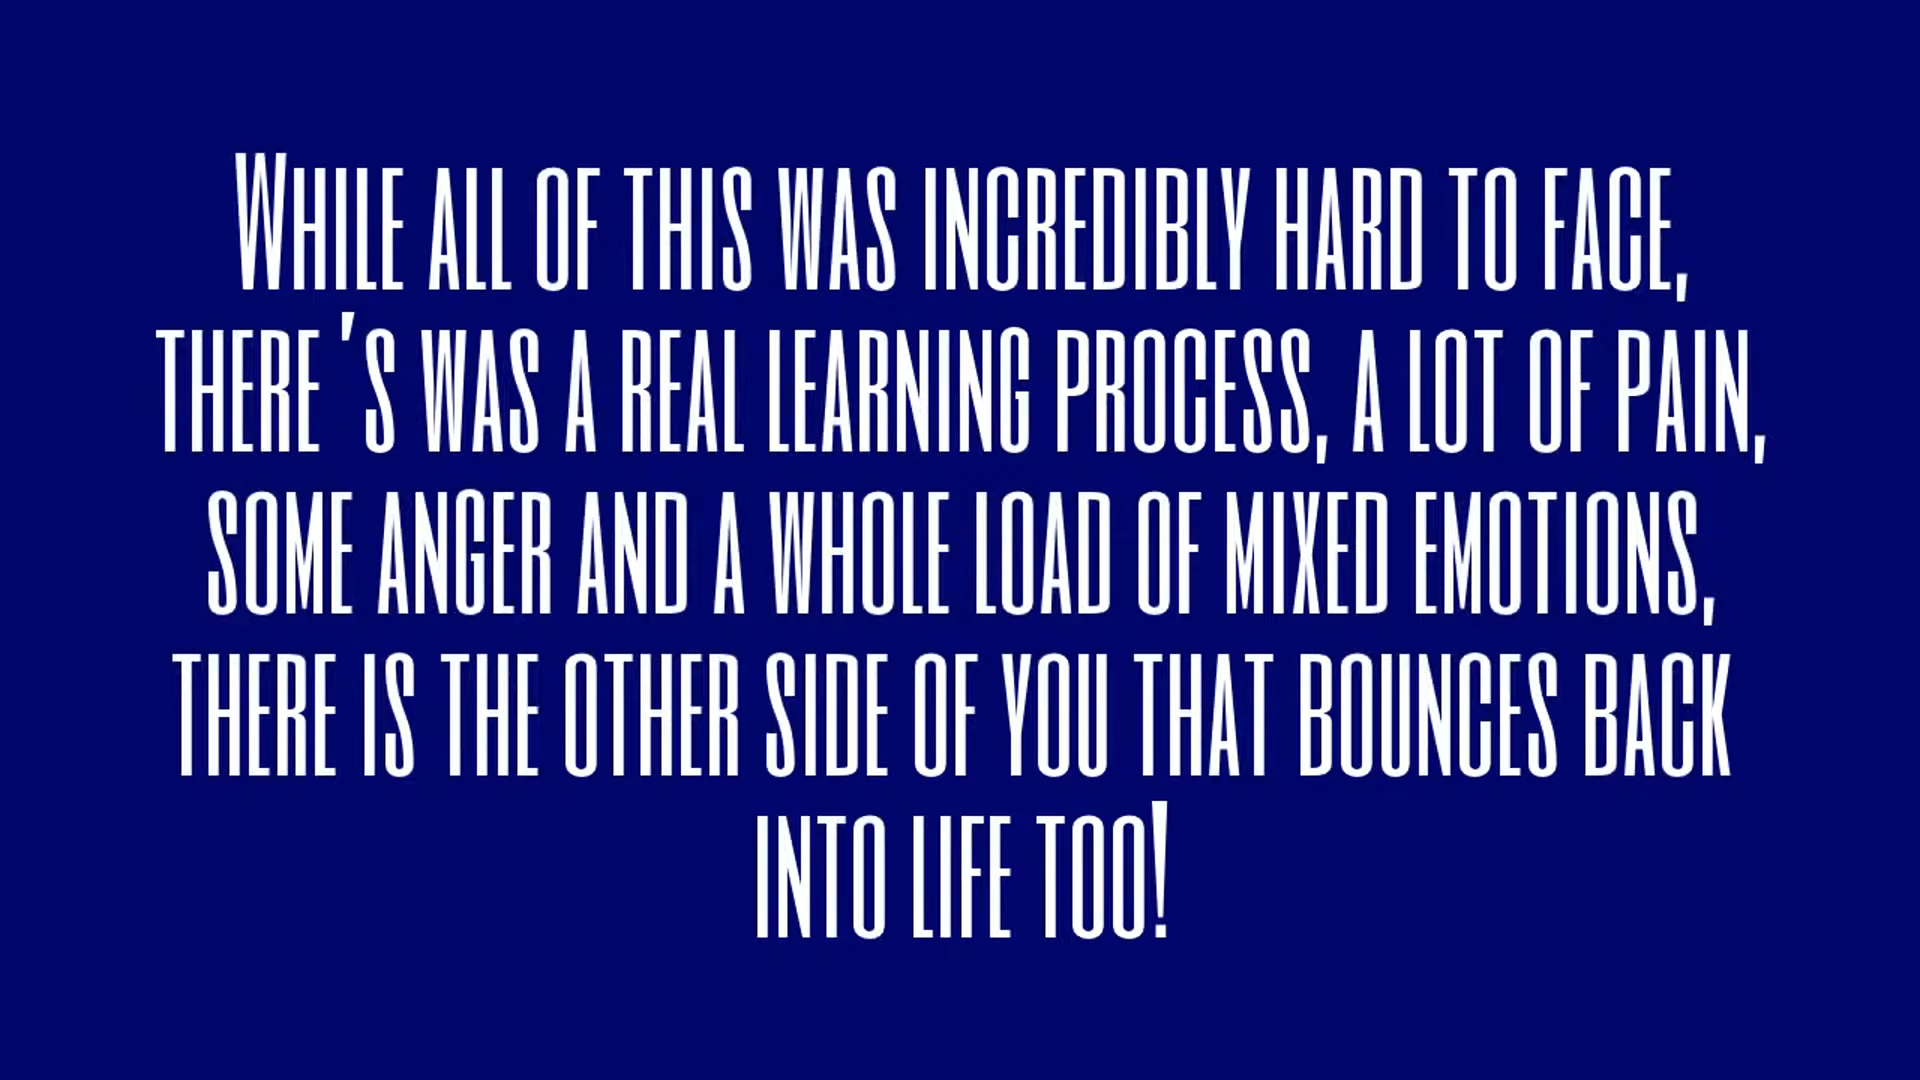 While all of this was incredibly hard to face,
there's was a real learning process, a lot of pain,
some anger and a whole load of mixed emotions,
there is the other side of you that bounces back
into life too!